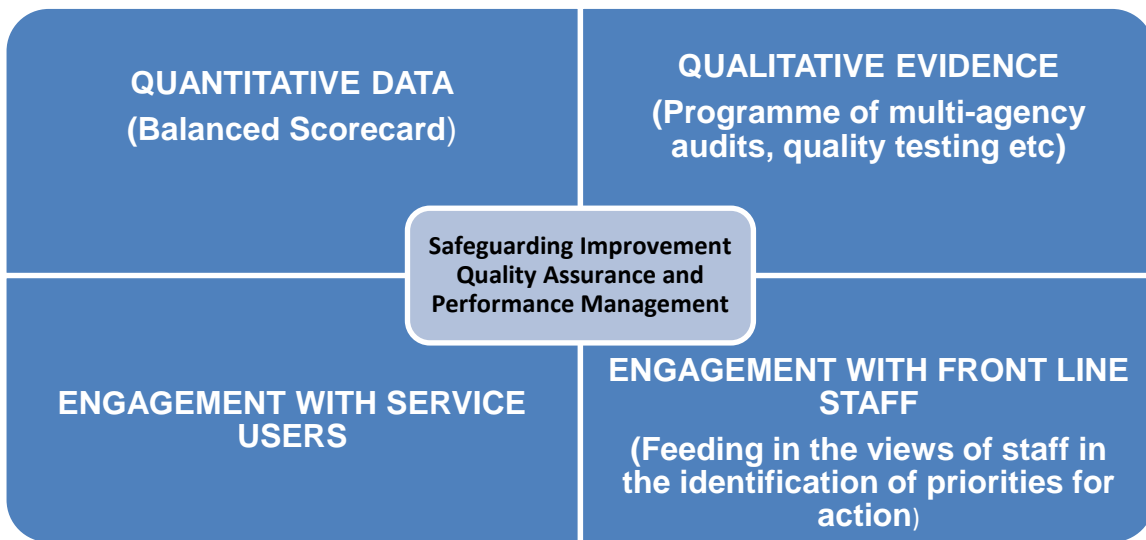 QUANTITATIVE DATA
(Balanced Scorecard)
QUALITATIVE EVIDENCE
(Programme of multi-agency
audits, quality testing etc)
Safeguarding Improvement
Quality Assurance and
Performance Management
ENGAGEMENT WITH SERVICE
USERS
ENGAGEMENT WITH FRONT LINE
STAFF
(Feeding in the views of staff in
the identification of priorities for
action)